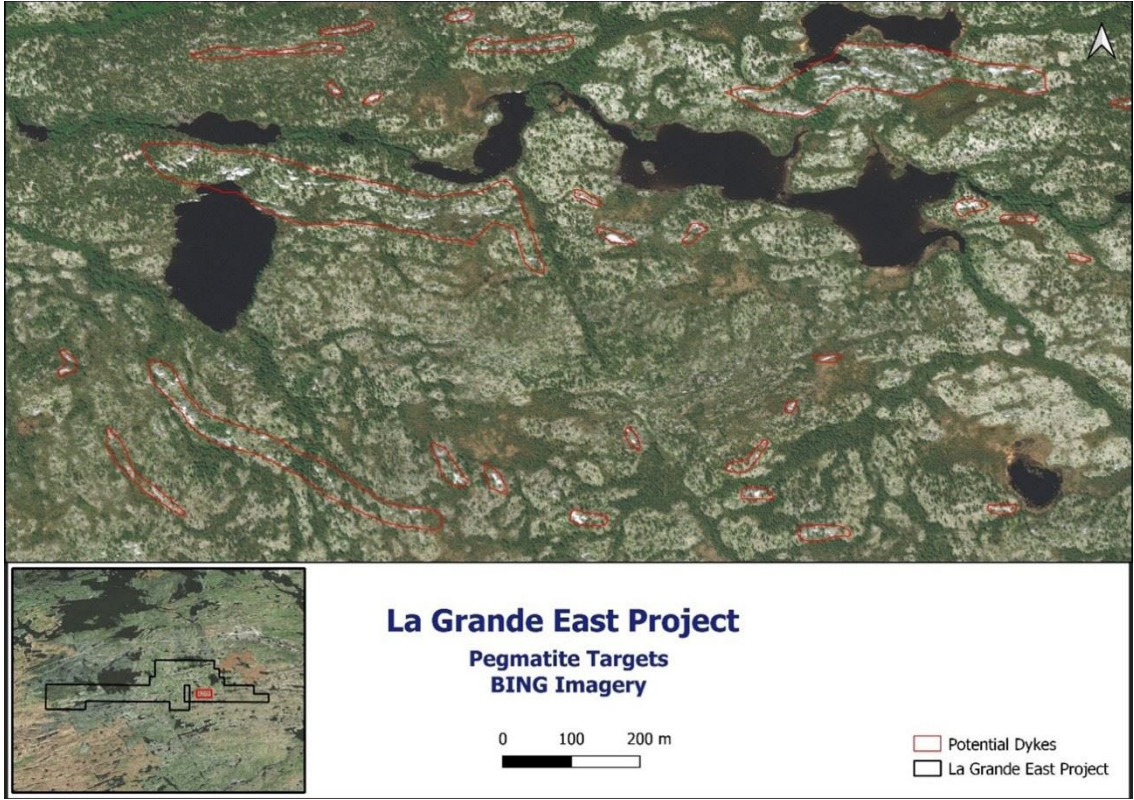 La Grande East Project
Pegmatite Targets
BING Imagery
0 100 200 m
Potential Dykes
La Grande East Project